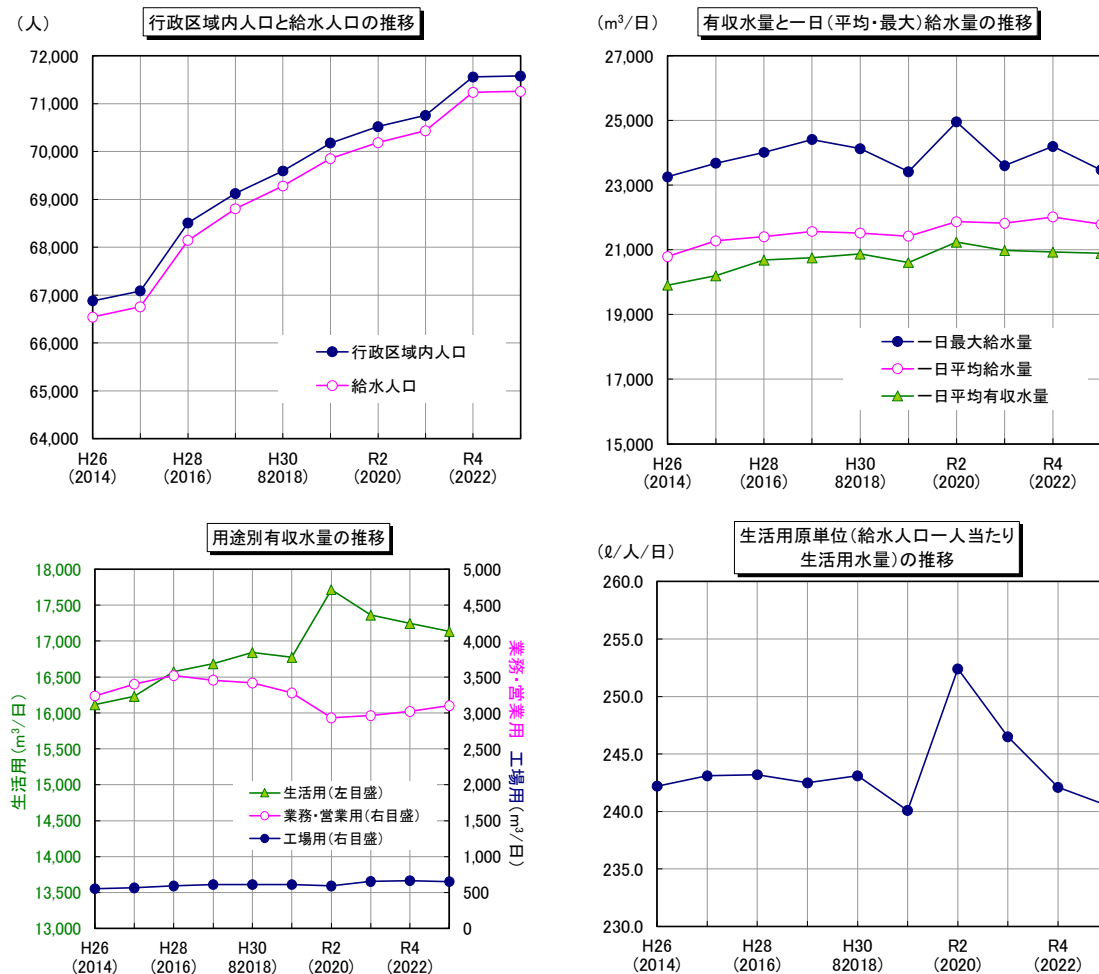 (人)
行政区域内人口と給水人口の推移
72,000
71,000
70,000
69,000
68,000
67,000
66,000
65,000
64,000
行政区域内人口
給水人口
H26
(2014)
H28
(2016)
H30
82018)
R2
(2020)
R4
(2022)
(m³/日)
有収水量と一日(平均・最大)給水量の推移
27,000
25,000
23,000
21,000
19,000
17,000
15,000
一日最大給水量
一日平均給水量
一日平均有収水量
H26
(2014)
H28
(2016)
H30
82018)
R2
(2020)
R4
(2022)
用途別有収水量の推移
生活用(m³/日)
18,000
17,500
17,000
16,500
16,000
15,500
15,000
14,500
14,000
13,500
13,000
5,000
4,500
4,000
3,500
3,000
2,500
2,000
1,500
1,000
500
0
業務・営業用 工場用(m³/日)
生活用(左目盛)
業務・営業用(右目盛)
工場用(右目盛)
H26
(2014)
H28
(2016)
H30
82018)
R2
(2020)
R4
(2022)
(ℓ/人/日)
生活用原単位(給水人口一人当たり
生活用水量)の推移
260.0
255.0
250.0
245.0
240.0
235.0
230.0
H26
(2014)
H28
(2016)
H30
82018)
R2
(2020)
R4
(2022)